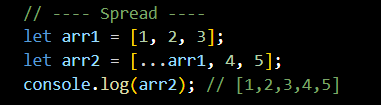 // ---- Spread ----
let arr1 = [1, 2, 3];
let arr2 = [...arr1, 4, 5];
console.log(arr2); // [1,2,3,4,5]